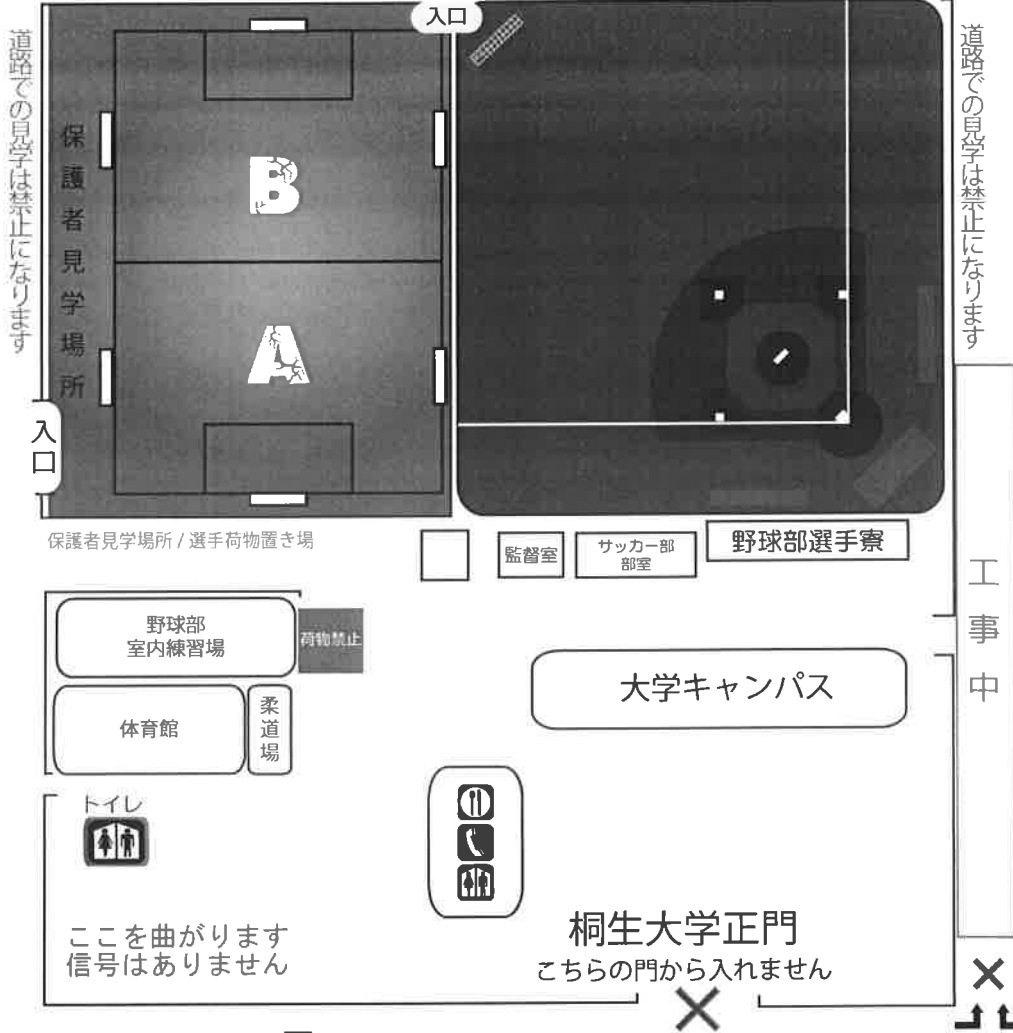 入口
道路での見学は禁止になります
保護者見学場所
B
A
道路での見学は禁止になります
入口
保護者見学場所 / 選手荷物置き場
監督室
サッカー部
部室
野球部選手寮
工事中
野球部
室内練習場
荷物禁止
大学キャンパス
体育館
柔道場
トイレ
ここを曲がります
信号はありません
桐生大学正門
こちらの門から入れません